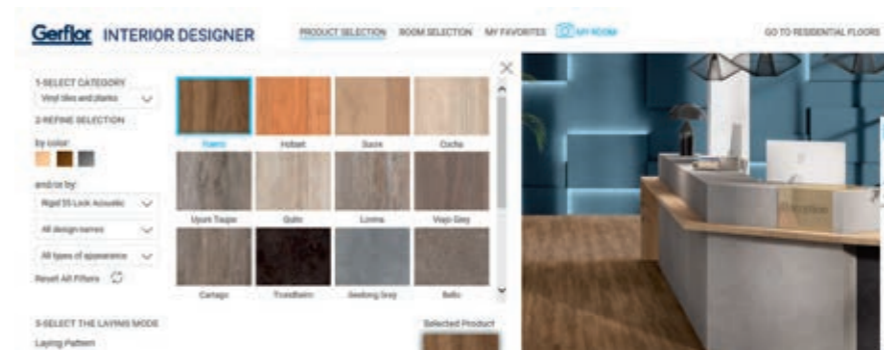 Gerflor INTERIOR DESIGNER
PRODUCT SELECTION ROOM SELECTION MY FAVORITES MY ROOM GO TO RESIDENTIAL FLOORS
1-SELECT CATEGORY
Vinyl tiles and planks
2-REFINE SELECTION
by color:
and/or by:
Rigid 55 Lock Acoustic
All design names
All types of appearance
Reset All Filters
Hobart Sucre Cocha
Uyuni Taupe Quito Lorena Viejo Grey
Cartago Trondheim Geelong Grey Bello
3-SELECT THE LAYING MODE
Laying Pattern
Selected Product